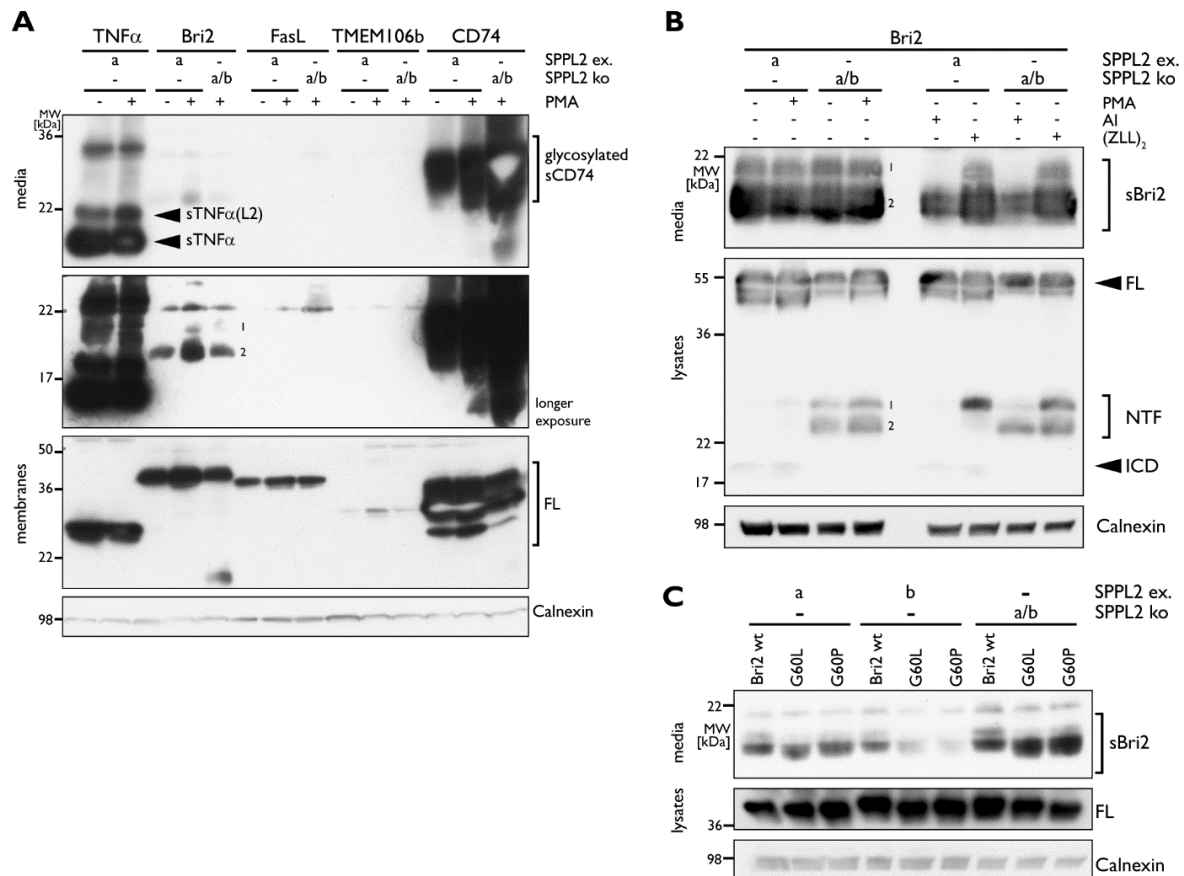 A
TNFα Bri2 FasL TMEM106b CD74
a a a a a SPPL2 ex.
- - a/b - a/b - a/b - a/b SPPL2 ko
- + - + + - + + - + + - + + PMA
MW
[kDa]
36
22
media
glycosylated
sCD74
sTNFα(L2)
sTNFα
22
17
1
2
longer
exposure
50
36
22
membranes
FL
98
Calnexin
B
Bri2
a - a - SPPL2 ex.
- a/b - a/b SPPL2 ko
- + - + PMA
- - - - + - + - AI
- - - - - + - + (ZLL)2
22
MW
[kDa]
media
1
2
sBri2
55
36
22
17
lysates
FL
1
2
NTF
ICD
98
Calnexin
C
a b - SPPL2 ex.
- - a/b SPPL2 ko
Bri2 wt G60L G60P Bri2 wt G60L G60P Bri2 wt G60L G60P
22
MW
[kDa]
media
sBri2
lysates
36
FL
98
Calnexin